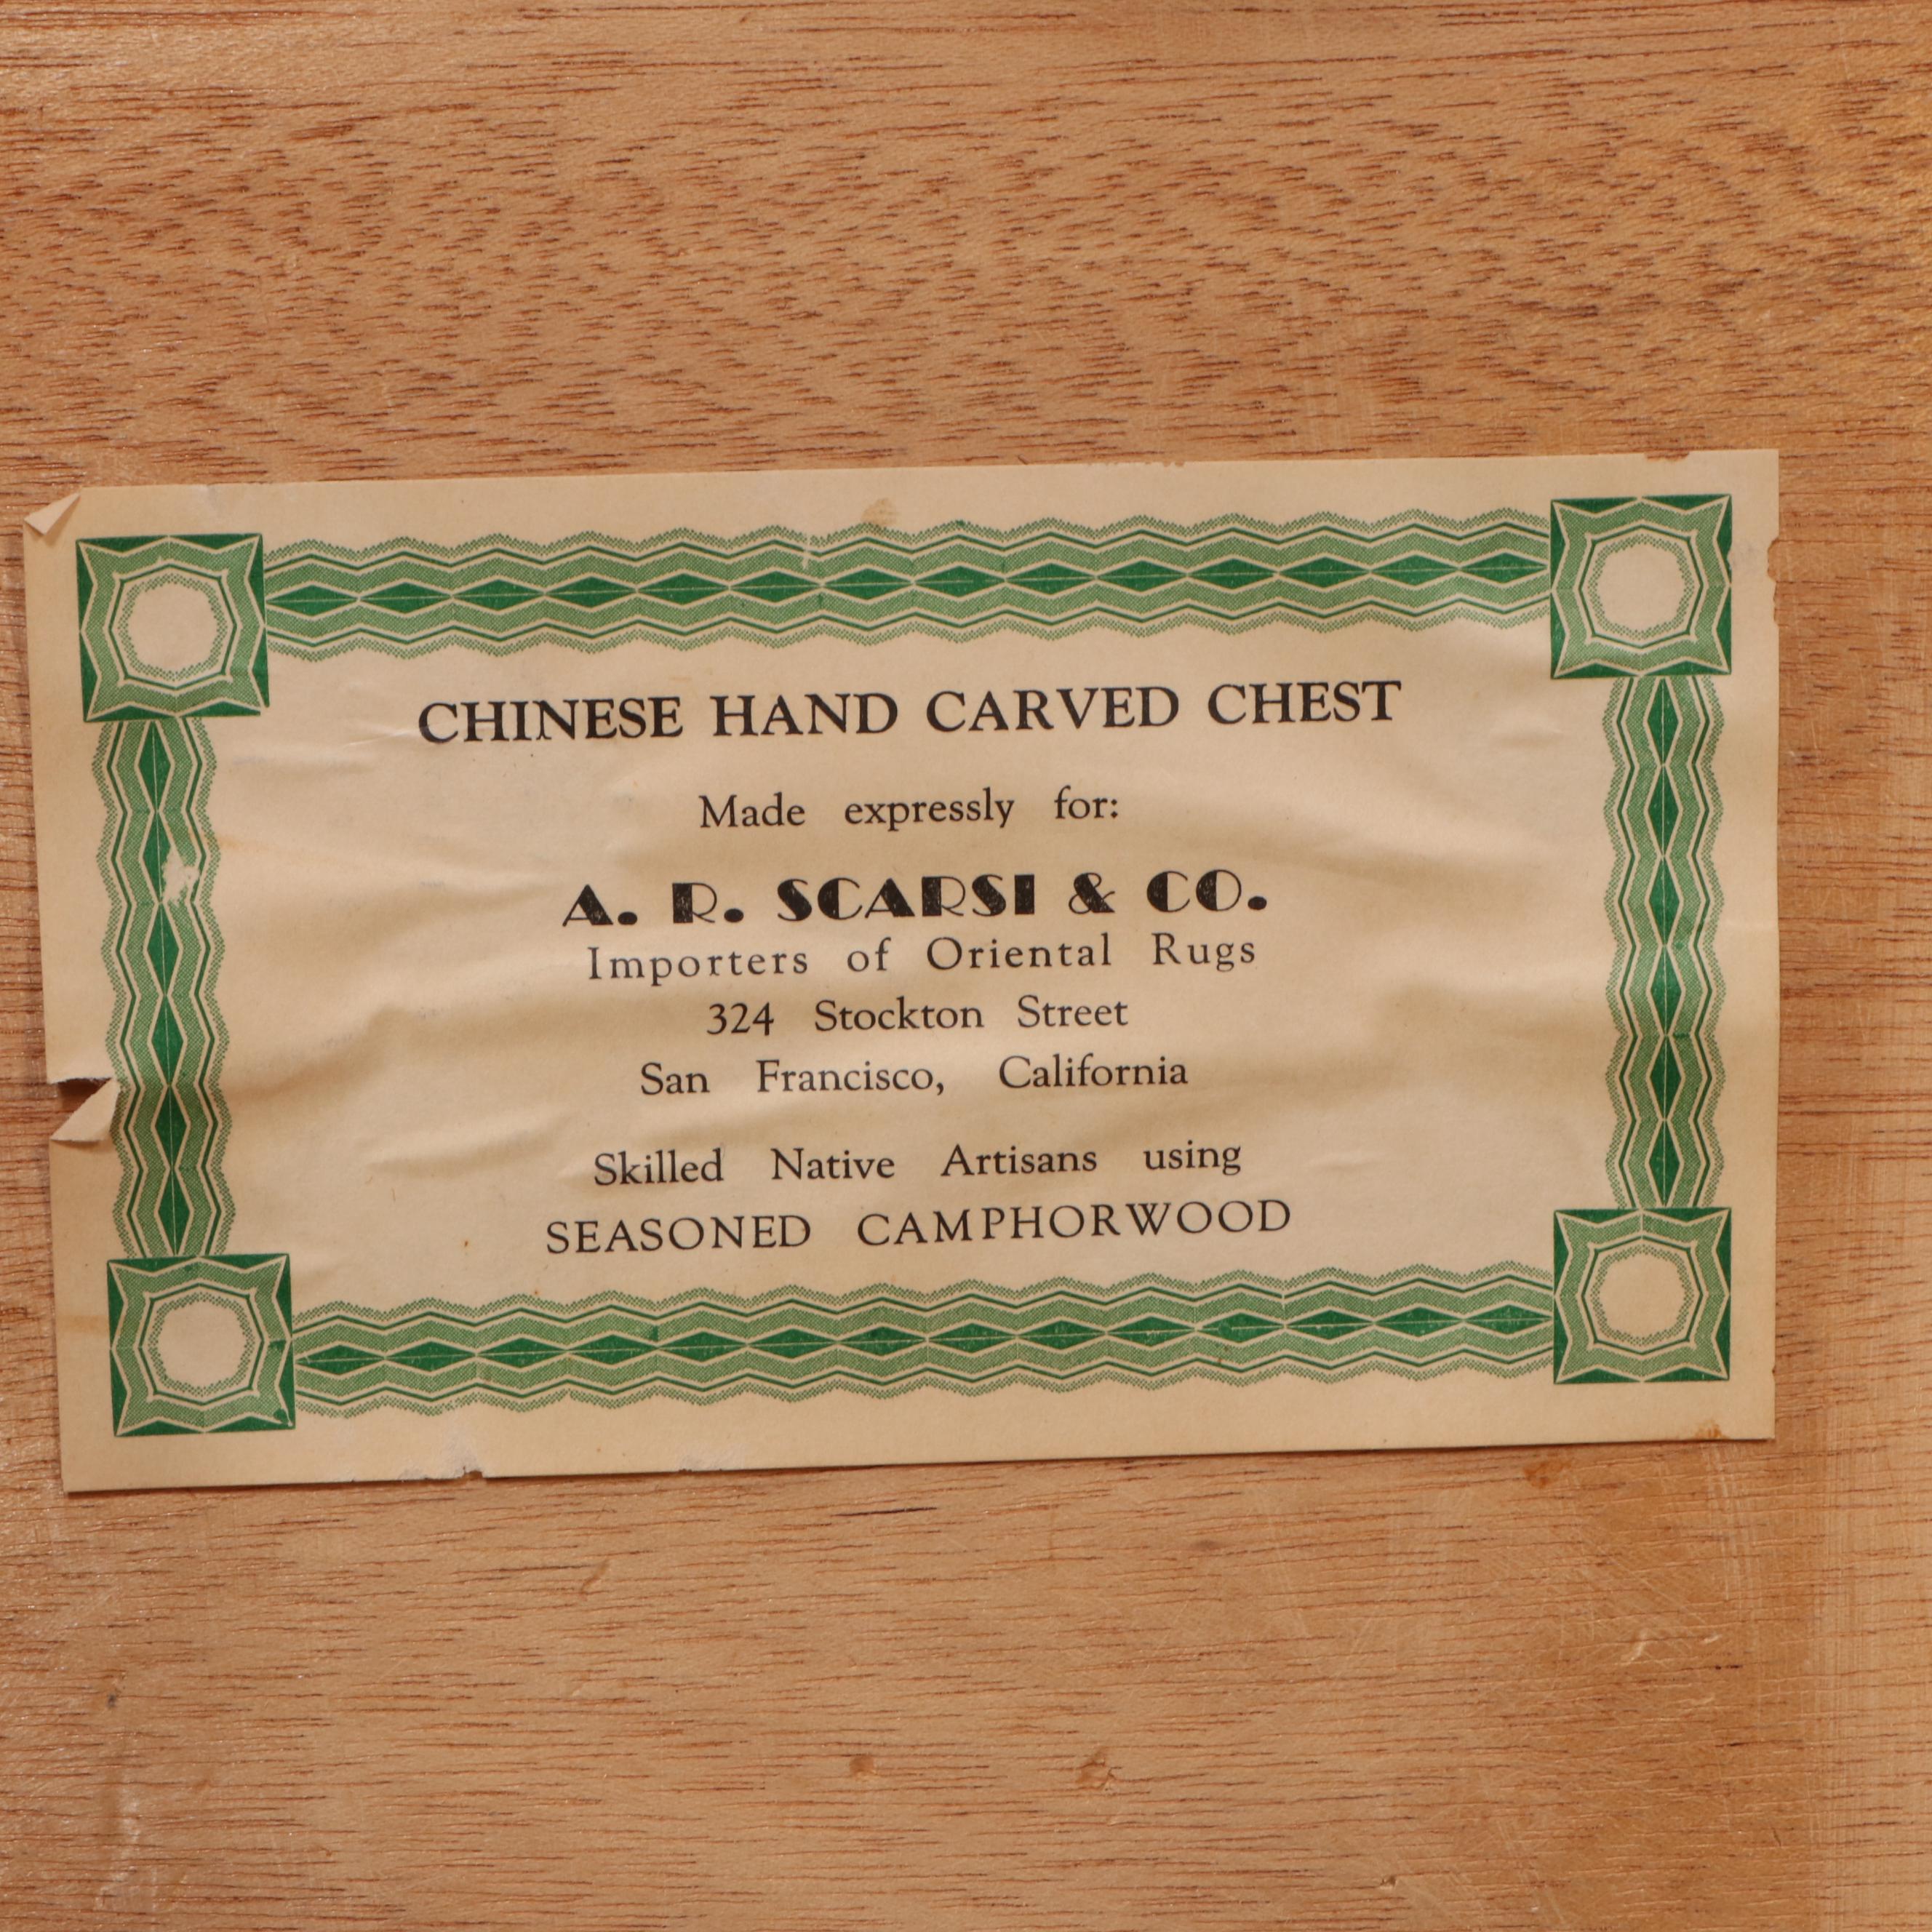 CHINESE HAND CARVED CHEST
Made expressly for:
A. R. SCARSI & CO.
Importers of Oriental Rugs
324 Stockton Street
San Francisco, California
Skilled Native Artisans using
SEASONED CAMPHORWOOD